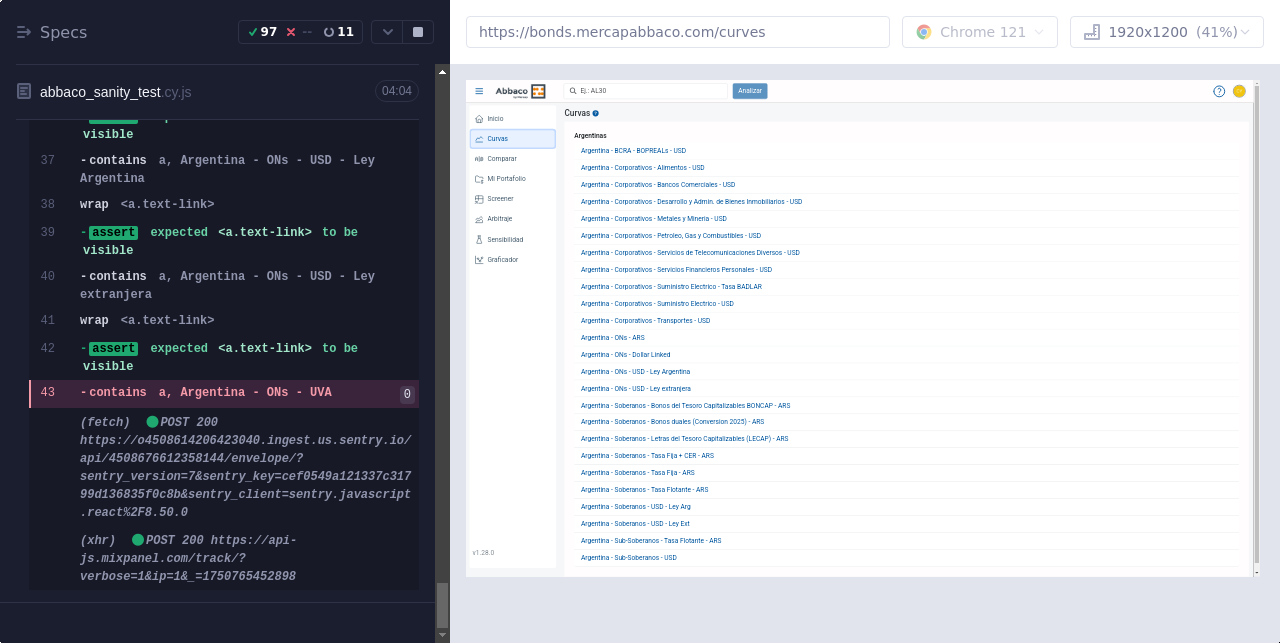 Specs
97
--
11
abbaco_sanity_test.cy.js
04:04
visible
37 -contains a, Argentina - ONs - USD - Ley
Argentina
38 wrap <a.text-link>
39 -assert expected <a.text-link> to be
visible
40 -contains a, Argentina - ONs - USD - Ley
extranjera
41 wrap <a.text-link>
42 -assert expected <a.text-link> to be
visible
43 -contains a, Argentina - ONs - UVA 0
(fetch) POST 200
https://o4508614206423040.ingest.us.sentry.io/
api/4508676612358144/envelope/?
sentry_version=7&sentry_key=cef0549a121337c317
99d136835f0c8b&sentry_client=sentry.javascript
.react%2F8.50.0
(xhr) POST 200 https://api-
js.mixpanel.com/track/?
verbose=1&ip=1&_=1750765452898
https://bonds.mercapabbaco.com/curves
Chrome 121
1920x1200 (41%)
Abbaco
Ej.: AL30
Analizar
?
Inicio
Curvas
Comparar
Mi Portafolio
Screener
Arbitraje
Sensibilidad
Graficador
v1.28.0
Curvas ?
Argentinas
Argentina - BCRA - BOPREALs - USD
Argentina - Corporativos - Alimentos - USD
Argentina - Corporativos - Bancos Comerciales - USD
Argentina - Corporativos - Desarrollo y Admin. de Bienes Inmobiliarios - USD
Argentina - Corporativos - Metales y Mineria - USD
Argentina - Corporativos - Petroleo, Gas y Combustibles - USD
Argentina - Corporativos - Servicios de Telecomunicaciones Diversos - USD
Argentina - Corporativos - Servicios Financieros Personales - USD
Argentina - Corporativos - Suministro Electrico - Tasa BADLAR
Argentina - Corporativos - Suministro Electrico - USD
Argentina - Corporativos - Transportes - USD
Argentina - ONs - ARS
Argentina - ONs - Dollar Linked
Argentina - ONs - USD - Ley Argentina
Argentina - ONs - USD - Ley extranjera
Argentina - Soberanos - Bonos del Tesoro Capitalizables BONCAP - ARS
Argentina - Soberanos - Bonos duales (Conversion 2025) - ARS
Argentina - Soberanos - Letras del Tesoro Capitalizables (LECAP) - ARS
Argentina - Soberanos - Tasa Fija + CER - ARS
Argentina - Soberanos - Tasa Fija - ARS
Argentina - Soberanos - Tasa Flotante - ARS
Argentina - Soberanos - USD - Ley Arg
Argentina - Soberanos - USD - Ley Ext
Argentina - Sub-Soberanos - Tasa Flotante - ARS
Argentina - Sub-Soberanos - USD